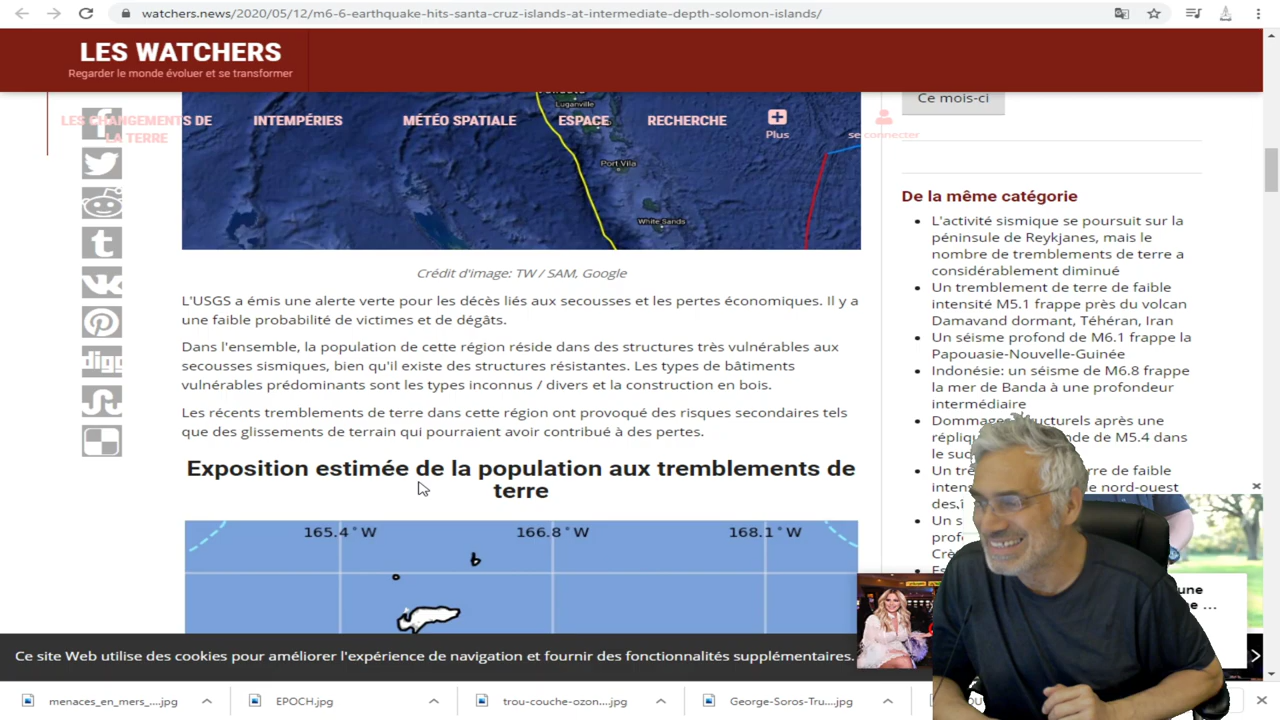 watchers.news/2020/05/12/m6-6-earthquake-hits-santa-cruz-islands-at-intermediate-depth-solomon-islands/
LES WATCHERS
Regarder le monde évoluer et se transformer
LES CHANGEMENTS DE
LA TERRE
INTEMPÉRIES
MÉTÉO SPATIALE
ESPACE
RECHERCHE
Plus
se connecter
Luganville
Port Vila
White Sands
Crédit d'image: TW / SAM, Google
L'USGS a émis une alerte verte pour les décès liés aux secousses et les pertes économiques. Il y a
une faible probabilité de victimes et de dégâts.
Dans l'ensemble, la population de cette région réside dans des structures très vulnérables aux
secousses sismiques, bien qu'il existe des structures résistantes. Les types de bâtiments
vulnérables prédominants sont les types inconnus / divers et la construction en bois.
Les récents tremblements de terre dans cette région ont provoqué des risques secondaires tels
que des glissements de terrain qui pourraient avoir contribué à des pertes.
Exposition estimée de la population aux tremblements de
terre
165.4°W
166.8°W
168.1°W
digg
Ce mois-ci
De la même catégorie
L'activité sismique se poursuit sur la
péninsule de Reykjanes, mais le
nombre de tremblements de terre a
considérablement diminué
Un tremblement de terre de faible
intensité M5.1 frappe près du volcan
Damavand dormant, Téhéran, Iran
Un séisme profond de M6.1 frappe la
Papouasie-Nouvelle-Guinée
Indonésie: un séisme de M6.8 frappe
la mer de Banda à une profondeur
intermédiaire
Dommages structurels après une
de M5.4 dans
le
Un
de faible
nord-ouest
Un
une
Ce site Web utilise des cookies pour améliorer l'expérience de navigation et fournir des fonctionnalités supplémentaires.
menaces_en_mers_....jpg
EPOCH.jpg
trou-couche-ozon....jpg
George-Soros-Tru....jpg